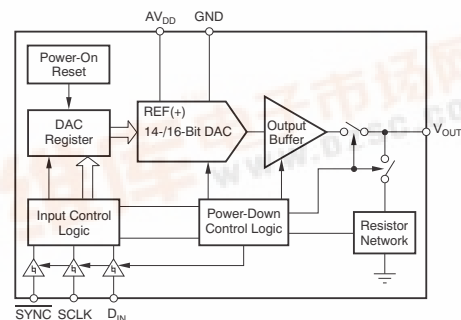 AVDD GND
Power-On
Reset
REF(+)
DAC
Register
14-/16-Bit DAC
Output
Buffer
VOUT
Input Control
Logic
Power-Down
Control Logic
Resistor
Network
SYNC SCLK DIN